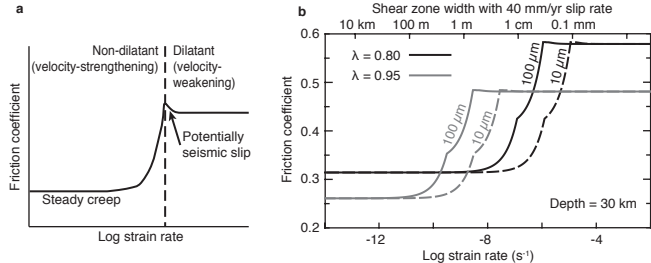 a
Non-dilatant
(velocity-strengthening)
Dilatant
(velocity-
weakening)
Friction coefficient
Potentially
seismic slip
Steady creep
Log strain rate
b
Shear zone width with 40 mm/yr slip rate
10 km 100 m 1 m 1 cm 0.1 mm
0.6
0.5
0.4
0.3
0.2
Friction coefficient
λ = 0.80
λ = 0.95
100 µm
10 µm
100 µm
10 µm
Depth = 30 km
-12 -8 -4
Log strain rate (s⁻¹)